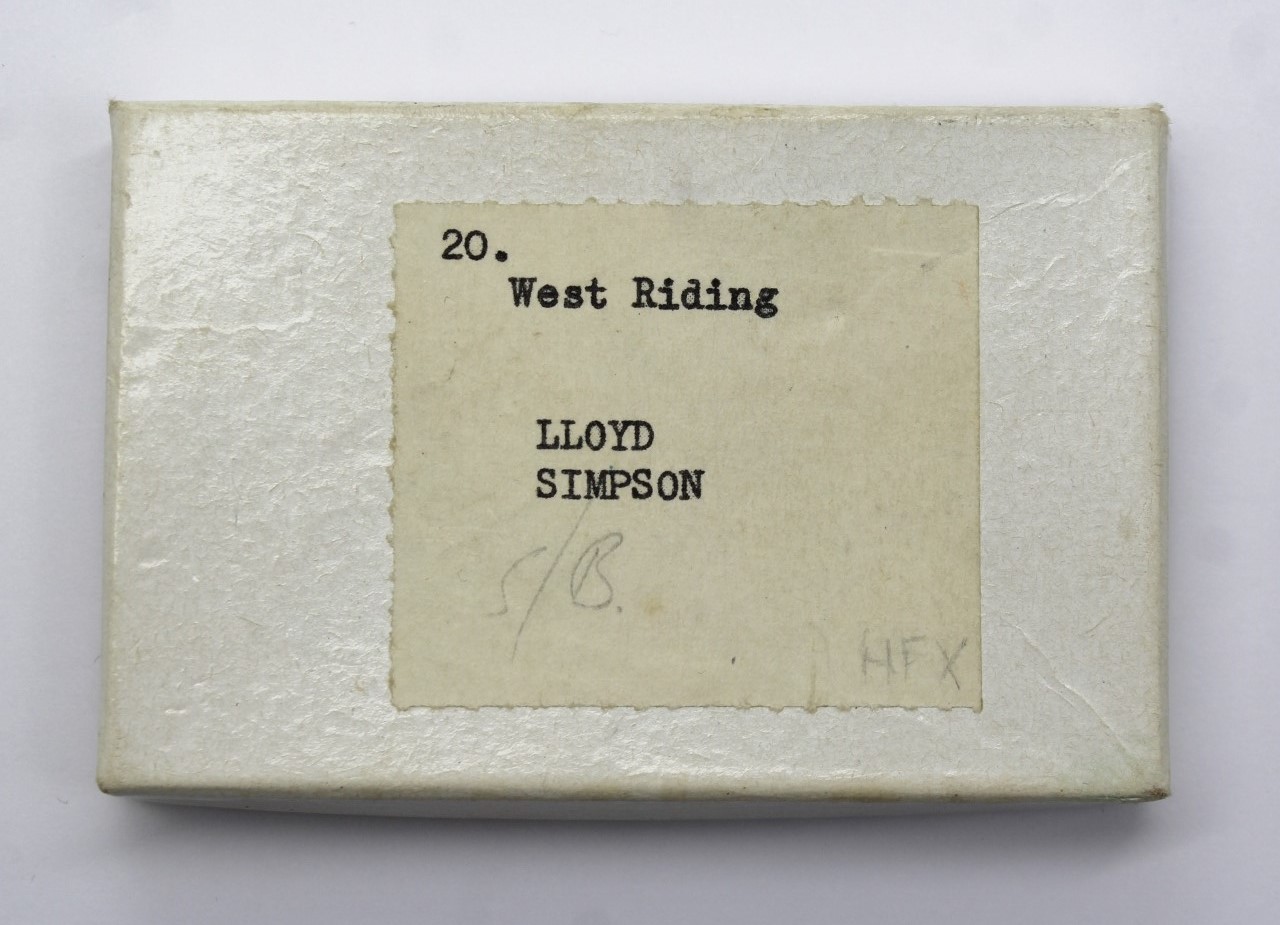 20.
West Riding
LLOYD
SIMPSON
S/B.
HFX